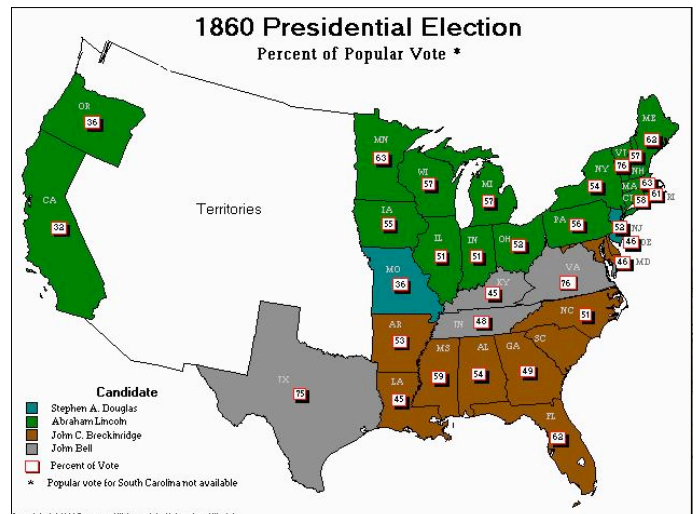 1860 Presidential Election
Percent of Popular Vote *
OR
36
CA
32
Territories
MN
63
WI
57
MI
57
IA
55
IL
51
IN
51
OH
52
PA
56
NY
54
VT
76
57
NH
ME
62
MA
63
CT
58
61
RI
52
NJ
46
DE
46
MD
MO
36
KY
45
VA
76
TN
48
NC
51
AR
53
MS
59
AL
54
GA
49
SC
LA
45
FL
62
TX
75
Candidate
Stephen A. Douglas
Abraham Lincoln
John C. Breckinridge
John Bell
Percent of Vote
* Popular vote for South Carolina not available